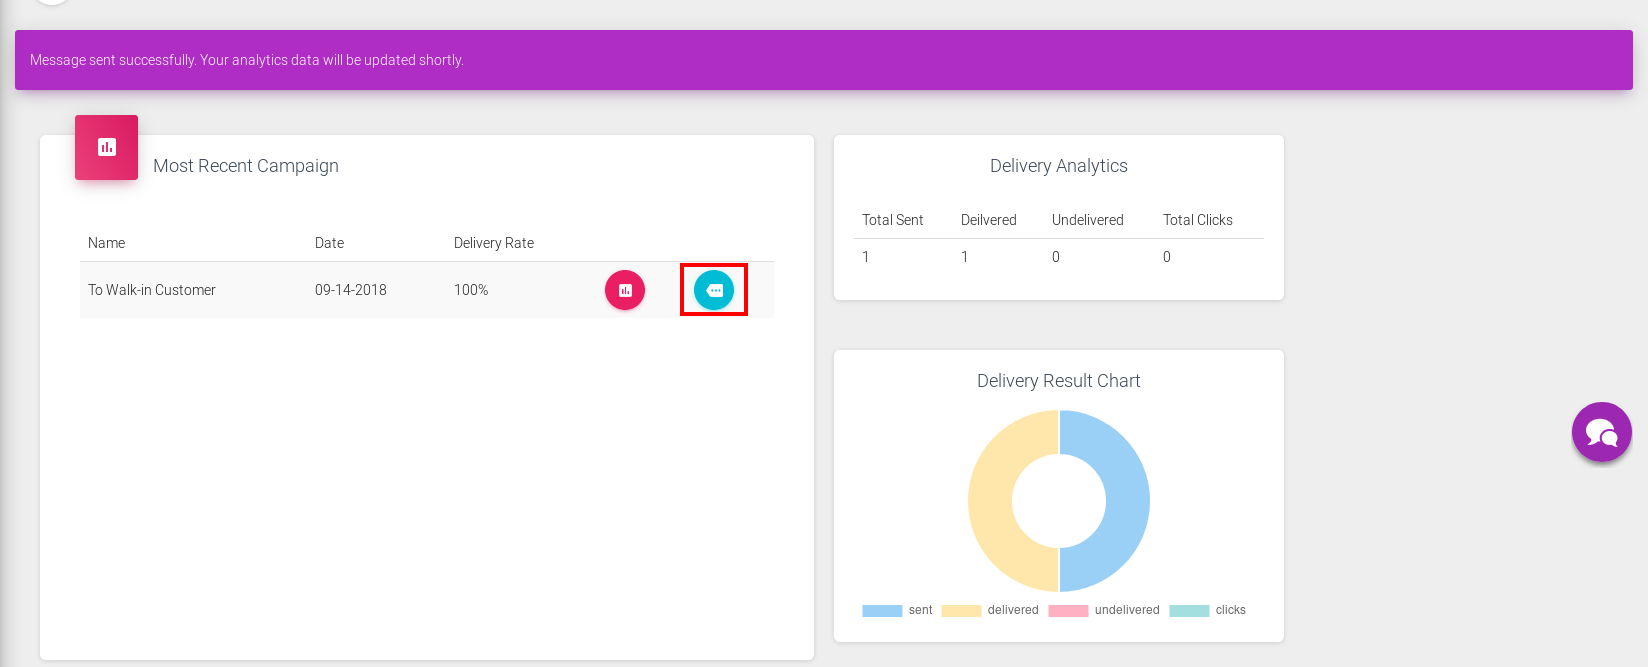 Message sent successfully. Your analytics data will be updated shortly.
Most Recent Campaign
Name Date Delivery Rate
To Walk-in Customer 09-14-2018 100%
Delivery Analytics
Total Sent Deilvered Undelivered Total Clicks
1 1 0 0
Delivery Result Chart
sent delivered undelivered clicks